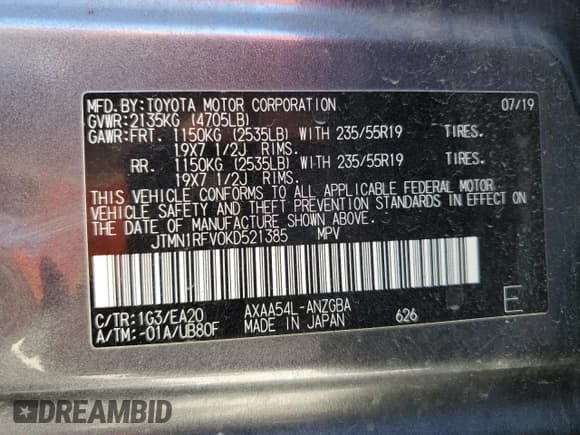 MFD. BY: TOYOTA MOTOR CORPORATION 07/19
GVWR: 2135KG (4705LB)
GAWR: FRT. 1150KG (2535LB) WITH 235/55R19 TIRES.
19X7 1/2J RIMS.
RR. 1150KG (2535LB) WITH 235/55R19 TIRES.
19X7 1/2J RIMS.
THIS VEHICLE CONFORMS TO ALL APPLICABLE FEDERAL MOTOR
VEHICLE SAFETY AND THEFT PREVENTION STANDARDS IN EFFECT ON
THE DATE OF MANUFACTURE SHOWN ABOVE.
JTMN1RFV0KD521385 MPV
C/TR: 1G3/EA20 AXAA54L-ANZGBA
A/TM: -01A/UB80F MADE IN JAPAN 626 E
DREAMBID